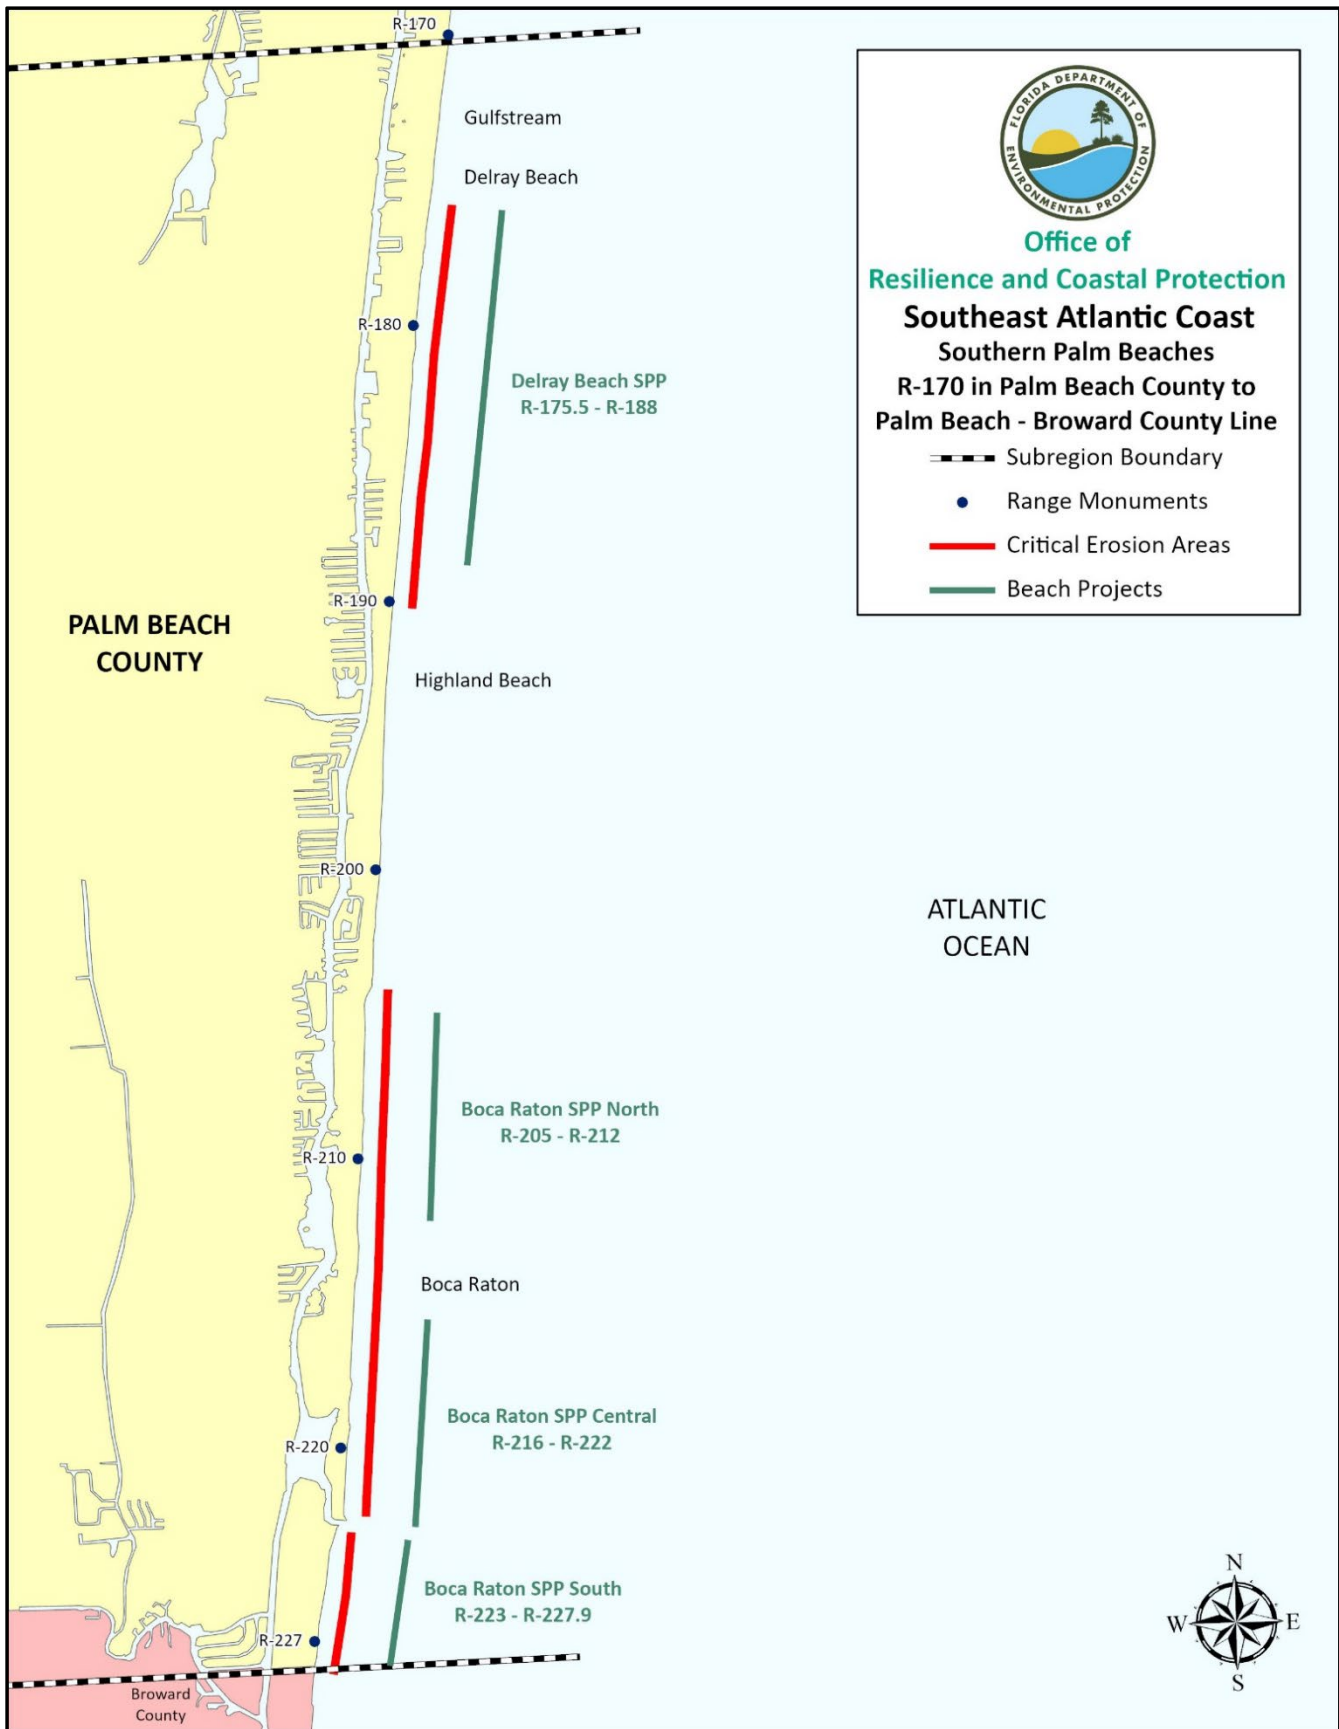 R-170
Gulfstream
Delray Beach
R-180
Delray Beach SPP
R-175.5 - R-188
R-190
PALM BEACH
COUNTY
Highland Beach
R-200
ATLANTIC
OCEAN
Boca Raton SPP North
R-205 - R-212
R-210
Boca Raton
Boca Raton SPP Central
R-216 - R-222
R-220
Boca Raton SPP South
R-223 - R-227.9
R-227
Broward
County
FLORIDA DEPARTMENT OF
ENVIRONMENTAL PROTECTION
Office of
Resilience and Coastal Protection
Southeast Atlantic Coast
Southern Palm Beaches
R-170 in Palm Beach County to
Palm Beach - Broward County Line
Subregion Boundary
Range Monuments
Critical Erosion Areas
Beach Projects
N
W E
S